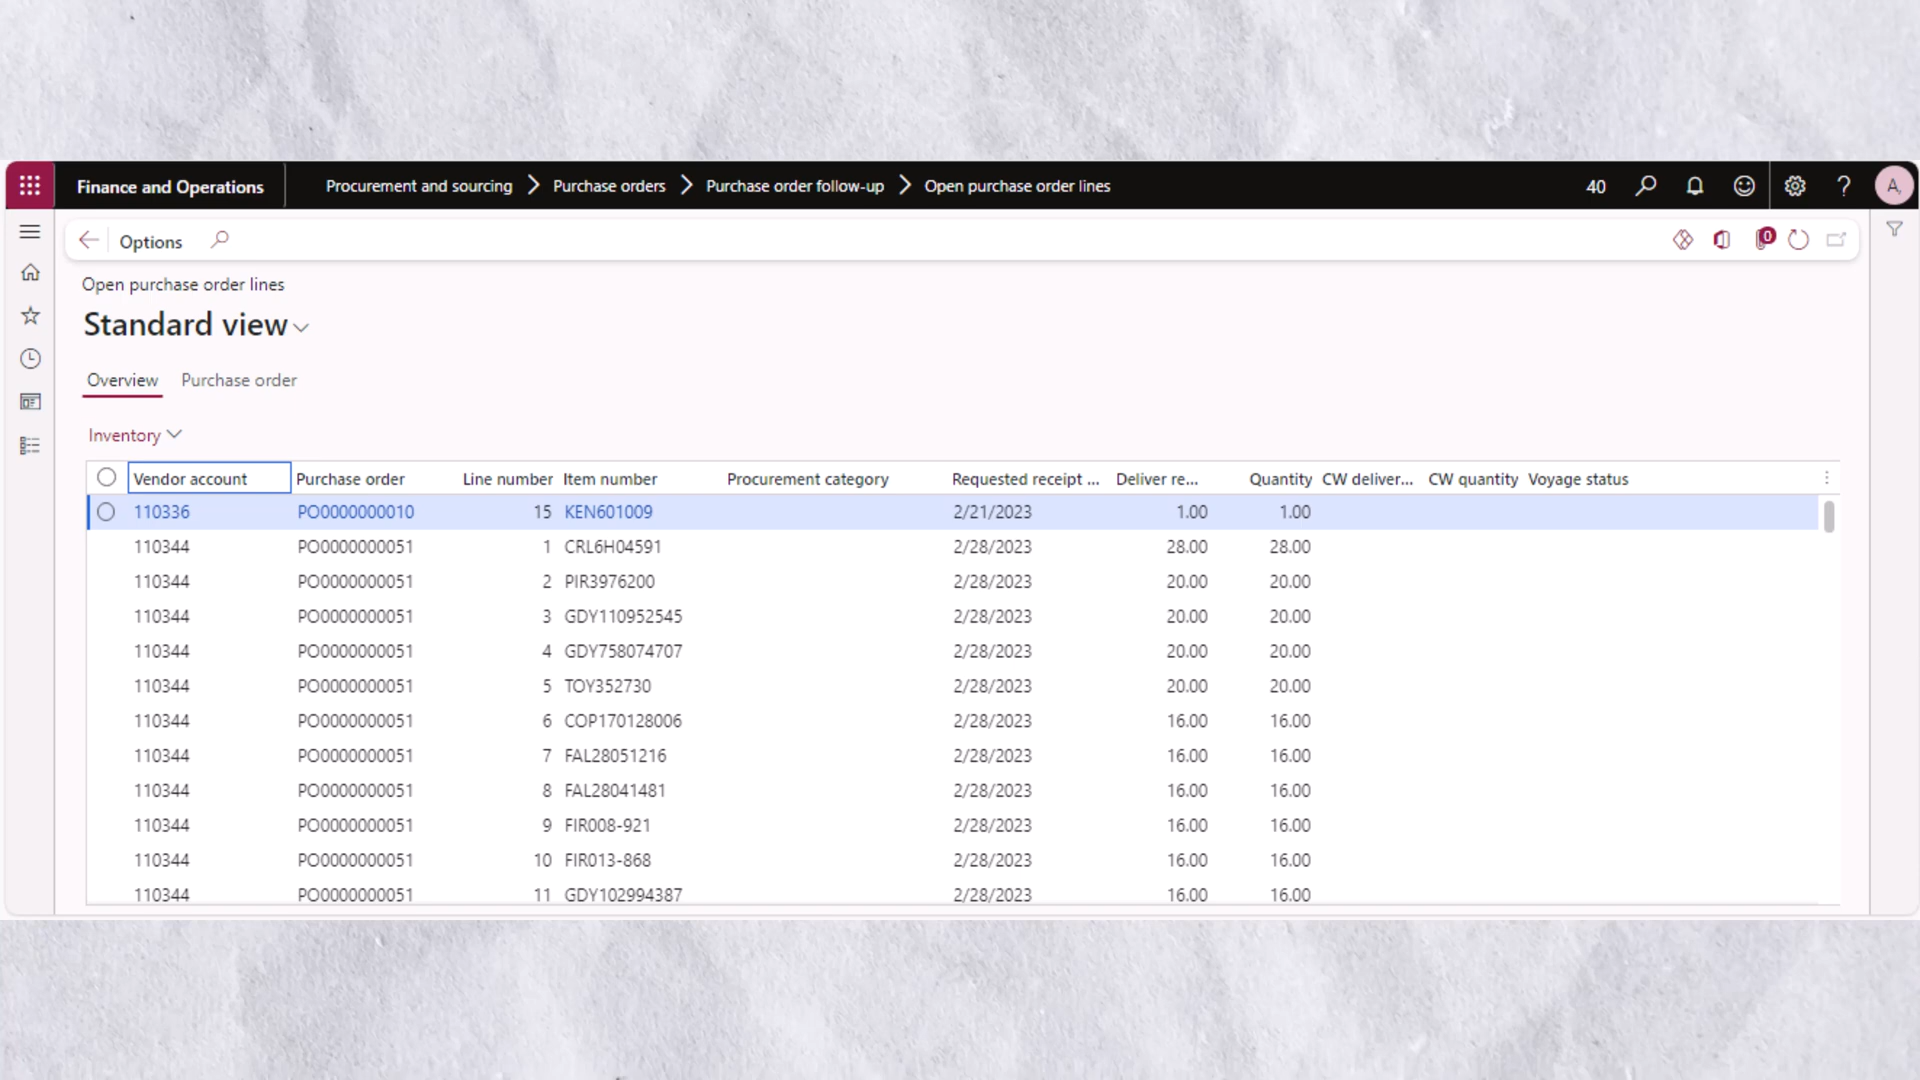 Finance and Operations Procurement and sourcing Purchase orders Purchase order follow-up Open purchase order lines 40 ? A,
Options 0
Open purchase order lines
Standard view
Overview Purchase order
Inventory
Vendor account Purchase order Line number Item number Procurement category Requested receipt ... Deliver re... Quantity CW deliver... CW quantity Voyage status
110336 PO0000000010 15 KEN601009 2/21/2023 1.00 1.00
110344 PO0000000051 1 CRL6H04591 2/28/2023 28.00 28.00
110344 PO0000000051 2 PIR3976200 2/28/2023 20.00 20.00
110344 PO0000000051 3 GDY110952545 2/28/2023 20.00 20.00
110344 PO0000000051 4 GDY758074707 2/28/2023 20.00 20.00
110344 PO0000000051 5 TOY352730 2/28/2023 20.00 20.00
110344 PO0000000051 6 COP170128006 2/28/2023 16.00 16.00
110344 PO0000000051 7 FAL28051216 2/28/2023 16.00 16.00
110344 PO0000000051 8 FAL28041481 2/28/2023 16.00 16.00
110344 PO0000000051 9 FIR008-921 2/28/2023 16.00 16.00
110344 PO0000000051 10 FIR013-868 2/28/2023 16.00 16.00
110344 PO0000000051 11 GDY102994387 2/28/2023 16.00 16.00